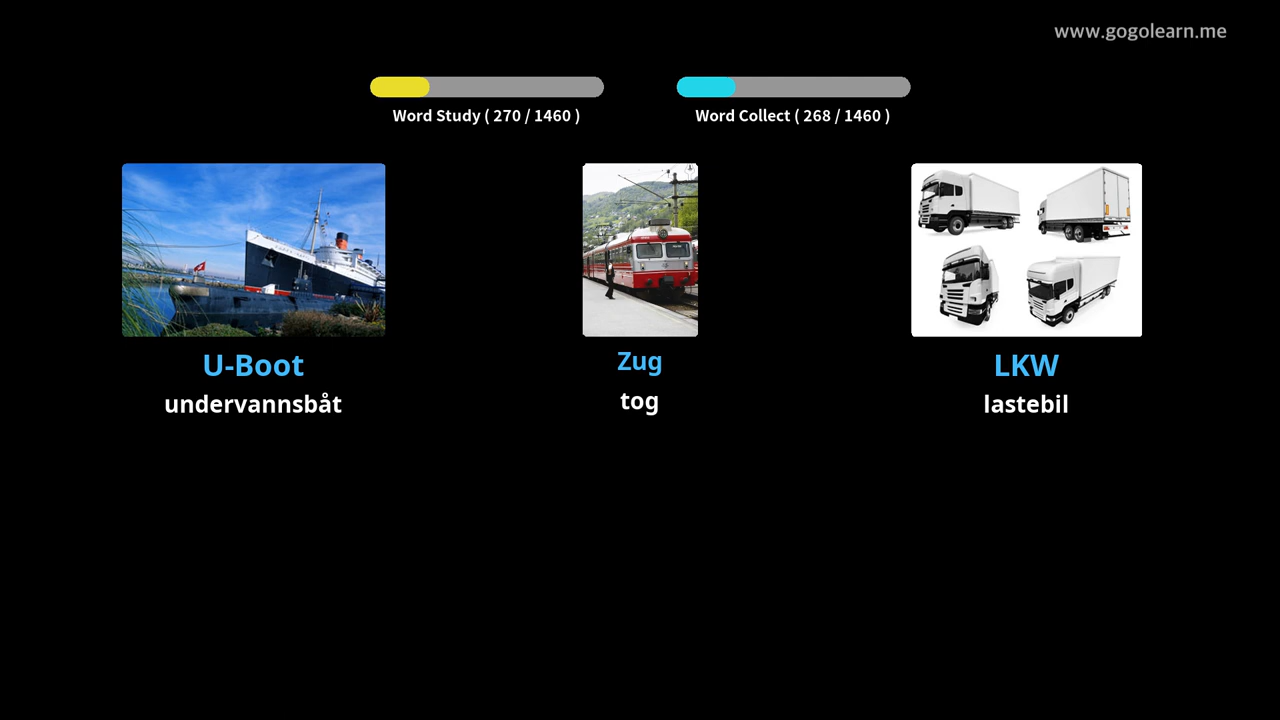 www.gogolearn.me
Word Study ( 270 / 1460 )
Word Collect ( 268 / 1460 )
U-Boot
Zug
LKW
undervannsbåt
tog
lastebil